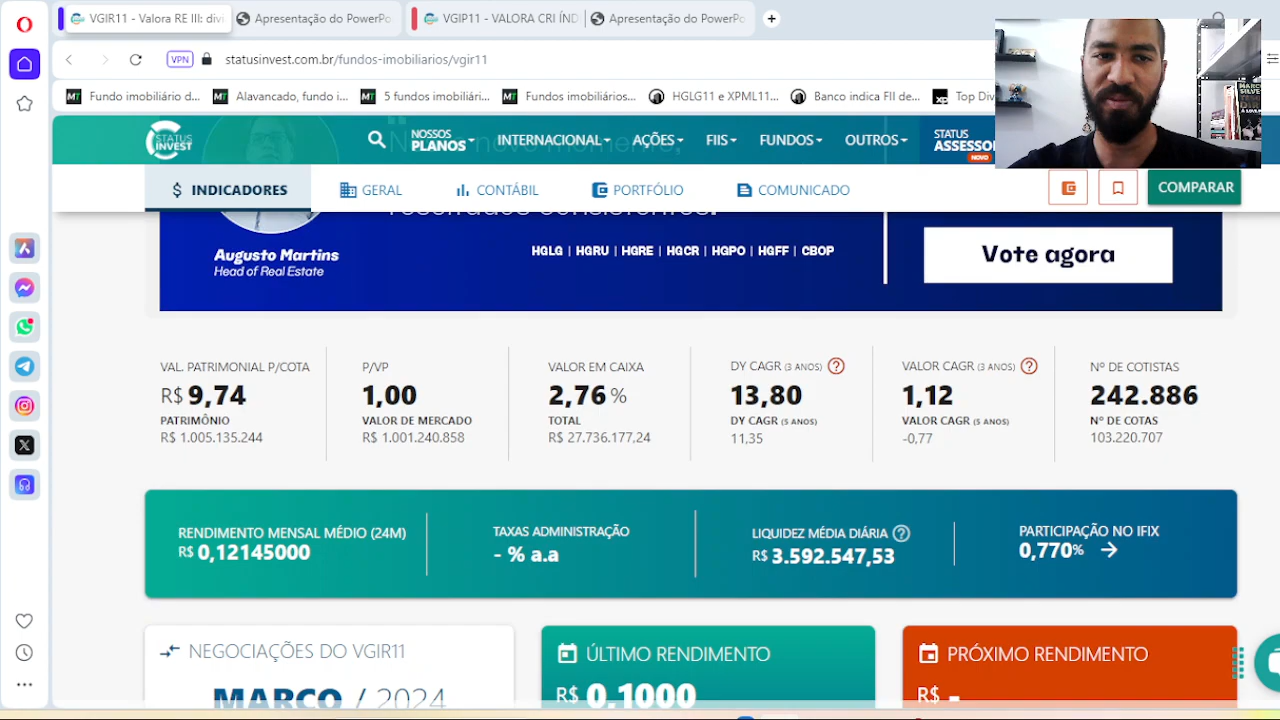 VGIR11 - Valora RE III: divi
Apresentação do PowerPo
VGIP11 - VALORA CRI ÍND
Apresentação do PowerPo
VPN
statusinvest.com.br/fundos-imobiliarios/vgir11
Fundo imobiliário d...
Alavancado, fundo i...
5 fundos imobiliári...
Fundos imobiliários...
HGLG11 e XPML11...
Banco indica FII de...
Top Div
STATUS INVEST
NOSSOS PLANOS
INTERNACIONAL
AÇÕES
FIIS
FUNDOS
OUTROS
STATUS ASSESSO
NOVO
INDICADORES
GERAL
CONTÁBIL
PORTFÓLIO
COMUNICADO
COMPARAR
Augusto Martins
Head of Real Estate
HGLG | HGRU | HGRE | HGCR | HGPO | HGFF | CBOP
Vote agora
VAL. PATRIMONIAL P/COTA
R$ 9,74
PATRIMÔNIO
R$ 1.005.135.244
P/VP
1,00
VALOR DE MERCADO
R$ 1.001.240.858
VALOR EM CAIXA
2,76 %
TOTAL
R$ 27.736.177,24
DY CAGR (3 ANOS)
13,80
DY CAGR (5 ANOS)
11,35
VALOR CAGR (3 ANOS)
1,12
VALOR CAGR (5 ANOS)
-0,77
Nº DE COTISTAS
242.886
Nº DE COTAS
103.220.707
RENDIMENTO MENSAL MÉDIO (24M)
R$ 0,12145000
TAXAS ADMINISTRAÇÃO
- % a.a
LIQUIDEZ MÉDIA DIÁRIA
R$ 3.592.547,53
PARTICIPAÇÃO NO IFIX
0,770%
NEGOCIAÇÕES DO VGIR11
MARÇO / 2024
ÚLTIMO RENDIMENTO
R$ 0,1000
PRÓXIMO RENDIMENTO
R$ -